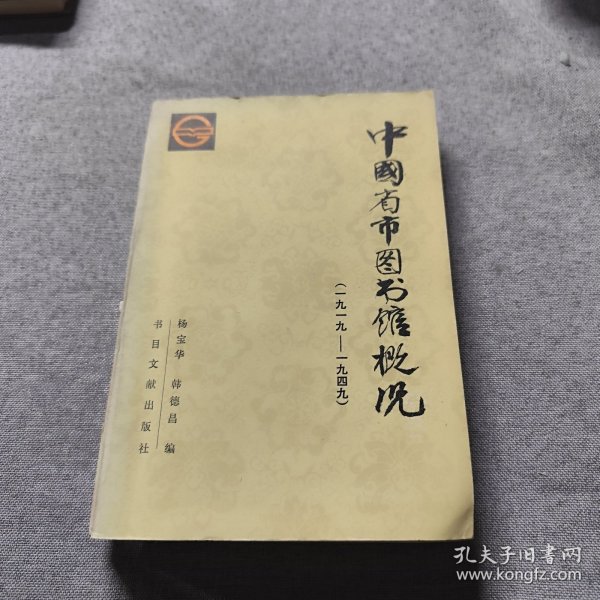 中國省市图书馆概况
(一九一九——一九四九)
杨宝华 韩德昌 编
书目文献出版社
孔夫子旧书网
www.kongfz.com